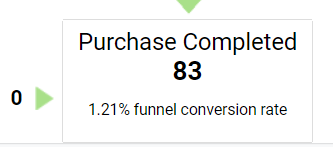 Purchase Completed
83
0
1.21% funnel conversion rate